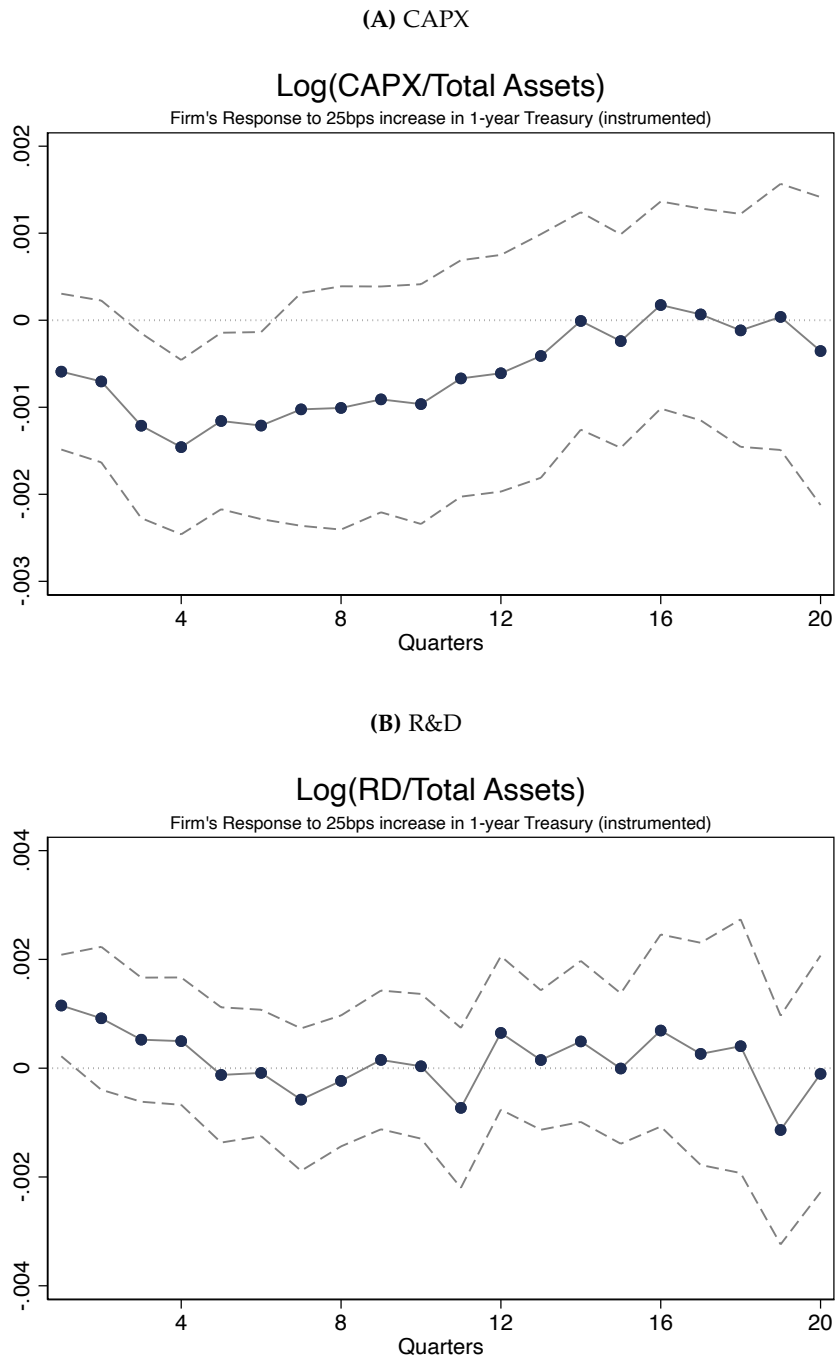 (A) CAPX
Log(CAPX/Total Assets)
Firm's Response to 25bps increase in 1-year Treasury (instrumented)
.002
.001
0
-.001
-.002
-.003
4 8 12 16 20
Quarters
(B) R&D
Log(RD/Total Assets)
Firm's Response to 25bps increase in 1-year Treasury (instrumented)
.004
.002
0
-.002
-.004
4 8 12 16 20
Quarters